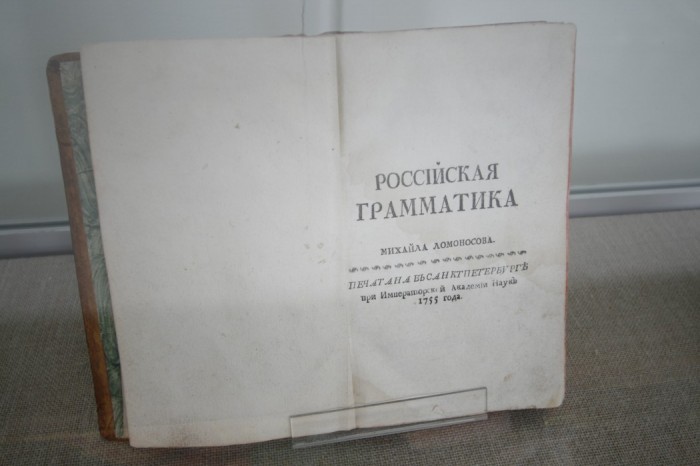 РОССІЙСКАЯ
ГРАММАТИКА
МИХАЙЛА ЛОМОНОСОВА.
ПЕЧАТАНА ВЪ САНКТПЕТЕРБУРГѢ
при Императорской Академіи Наукъ
1755 года.